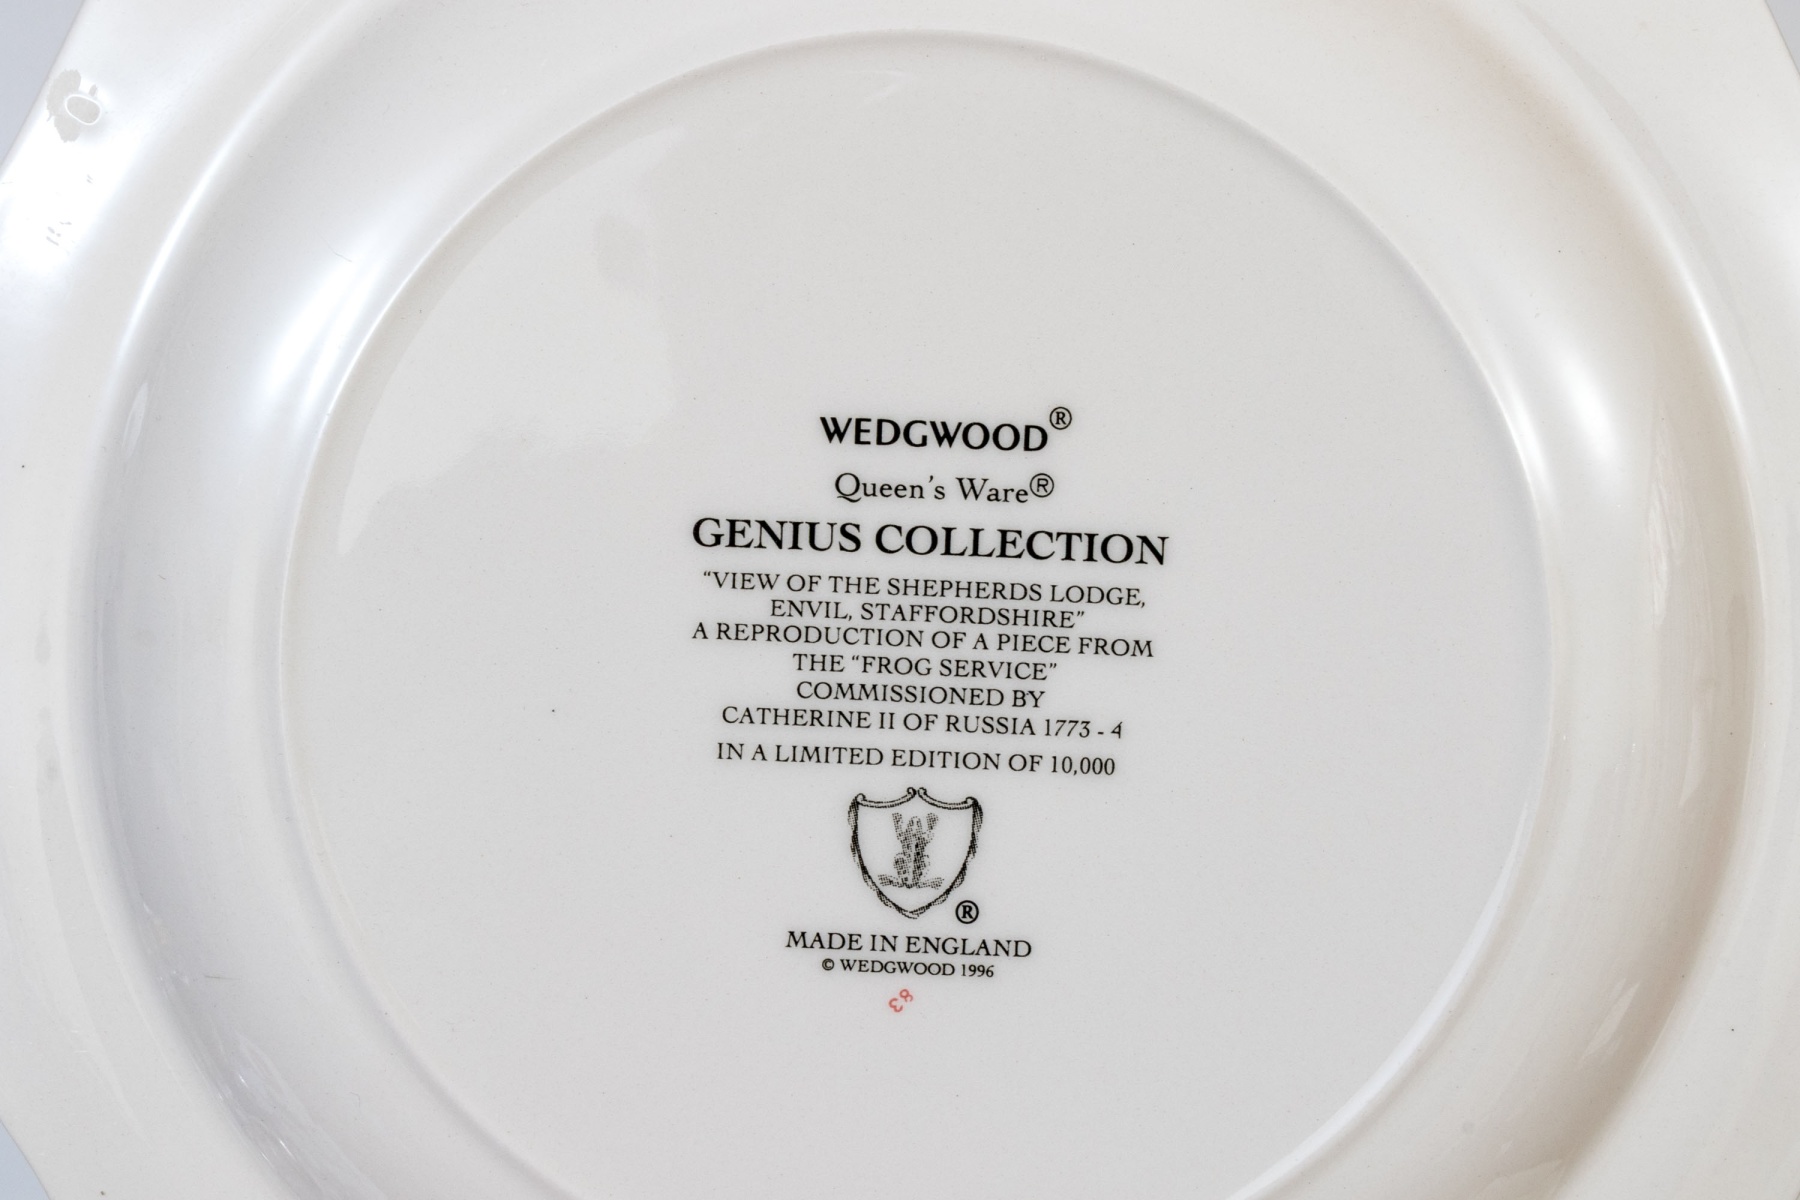 WEDGWOOD®
Queen's Ware®
GENIUS COLLECTION
“VIEW OF THE SHEPHERDS LODGE,
ENVIL, STAFFORDSHIRE”
A REPRODUCTION OF A PIECE FROM
THE “FROG SERVICE”
COMMISSIONED BY
CATHERINE II OF RUSSIA 1773 - 4
IN A LIMITED EDITION OF 10,000
®
MADE IN ENGLAND
© WEDGWOOD 1996
83